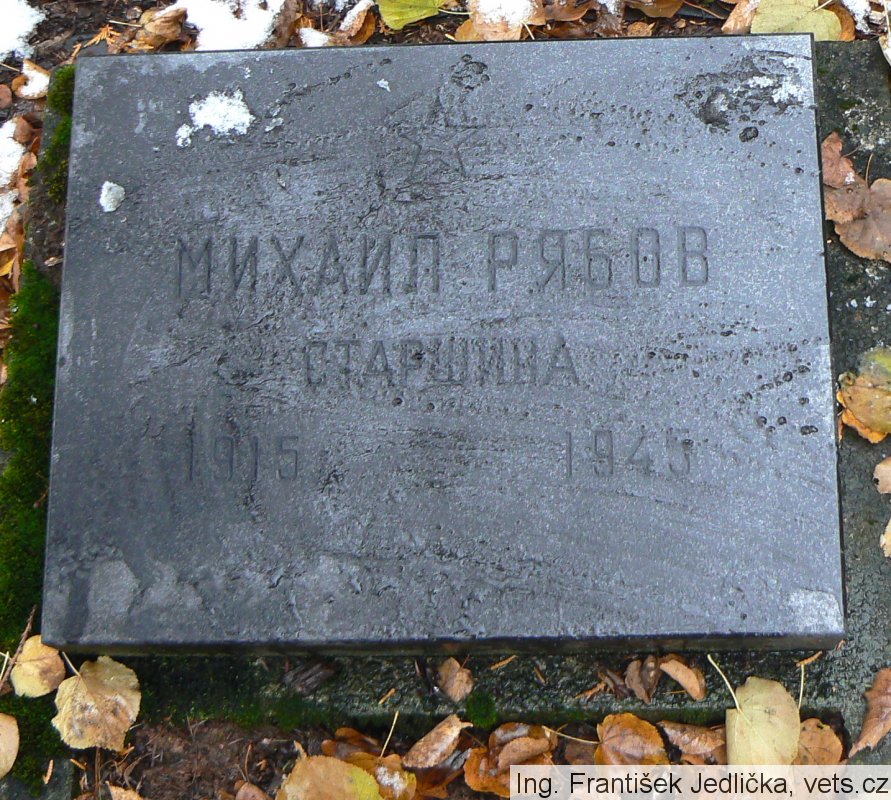 МИХАИЛ РЯБОВ
СТАРШИНА
1915 1945
Ing. František Jedlička, vets.cz